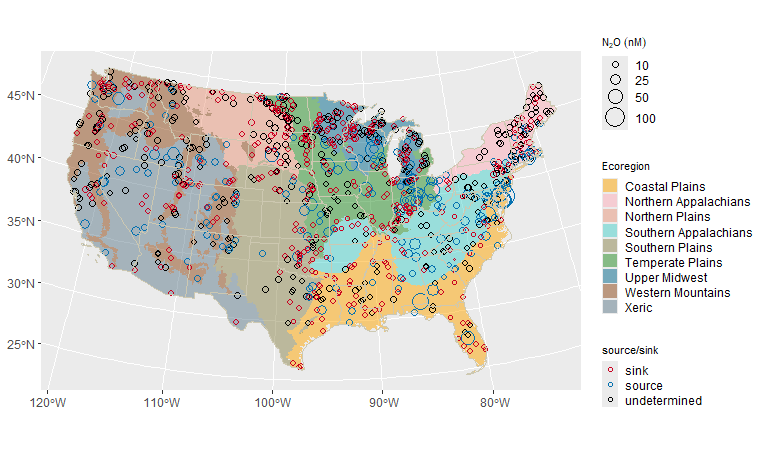 N₂O (nM)
10
25
50
100
Ecoregion
Coastal Plains
Northern Appalachians
Northern Plains
Southern Appalachians
Southern Plains
Temperate Plains
Upper Midwest
Western Mountains
Xeric
source/sink
sink
source
undetermined
45°N
40°N
35°N
30°N
25°N
120°W 110°W 100°W 90°W 80°W